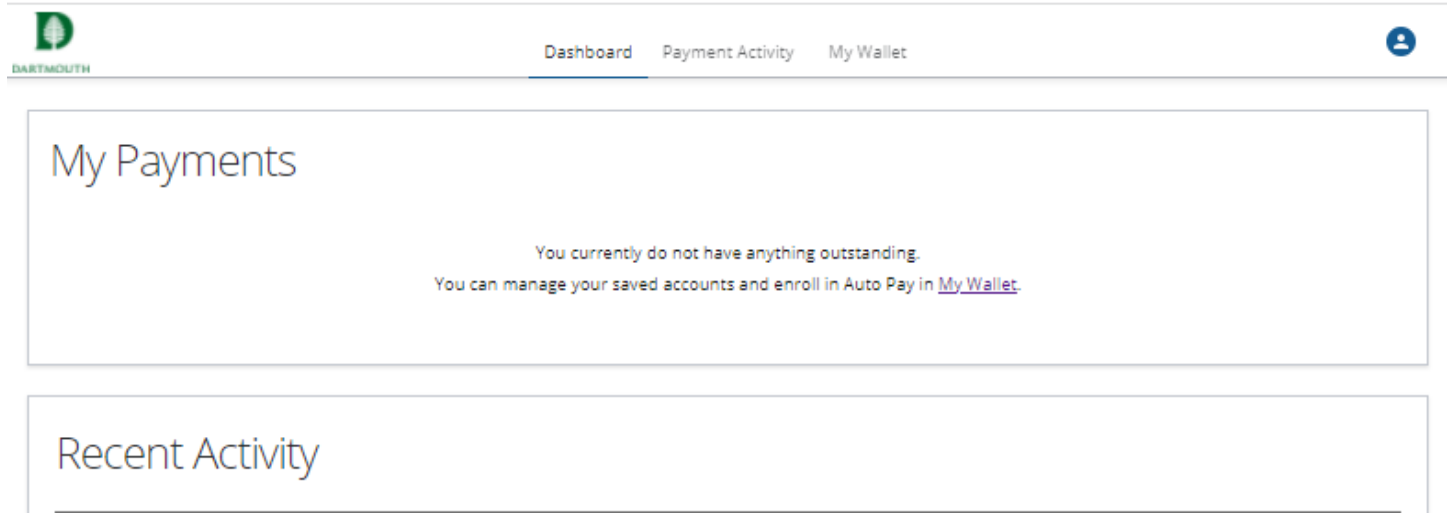 D
DARTMOUTH
Dashboard Payment Activity My Wallet
My Payments
You currently do not have anything outstanding.
You can manage your saved accounts and enroll in Auto Pay in My Wallet.
Recent Activity